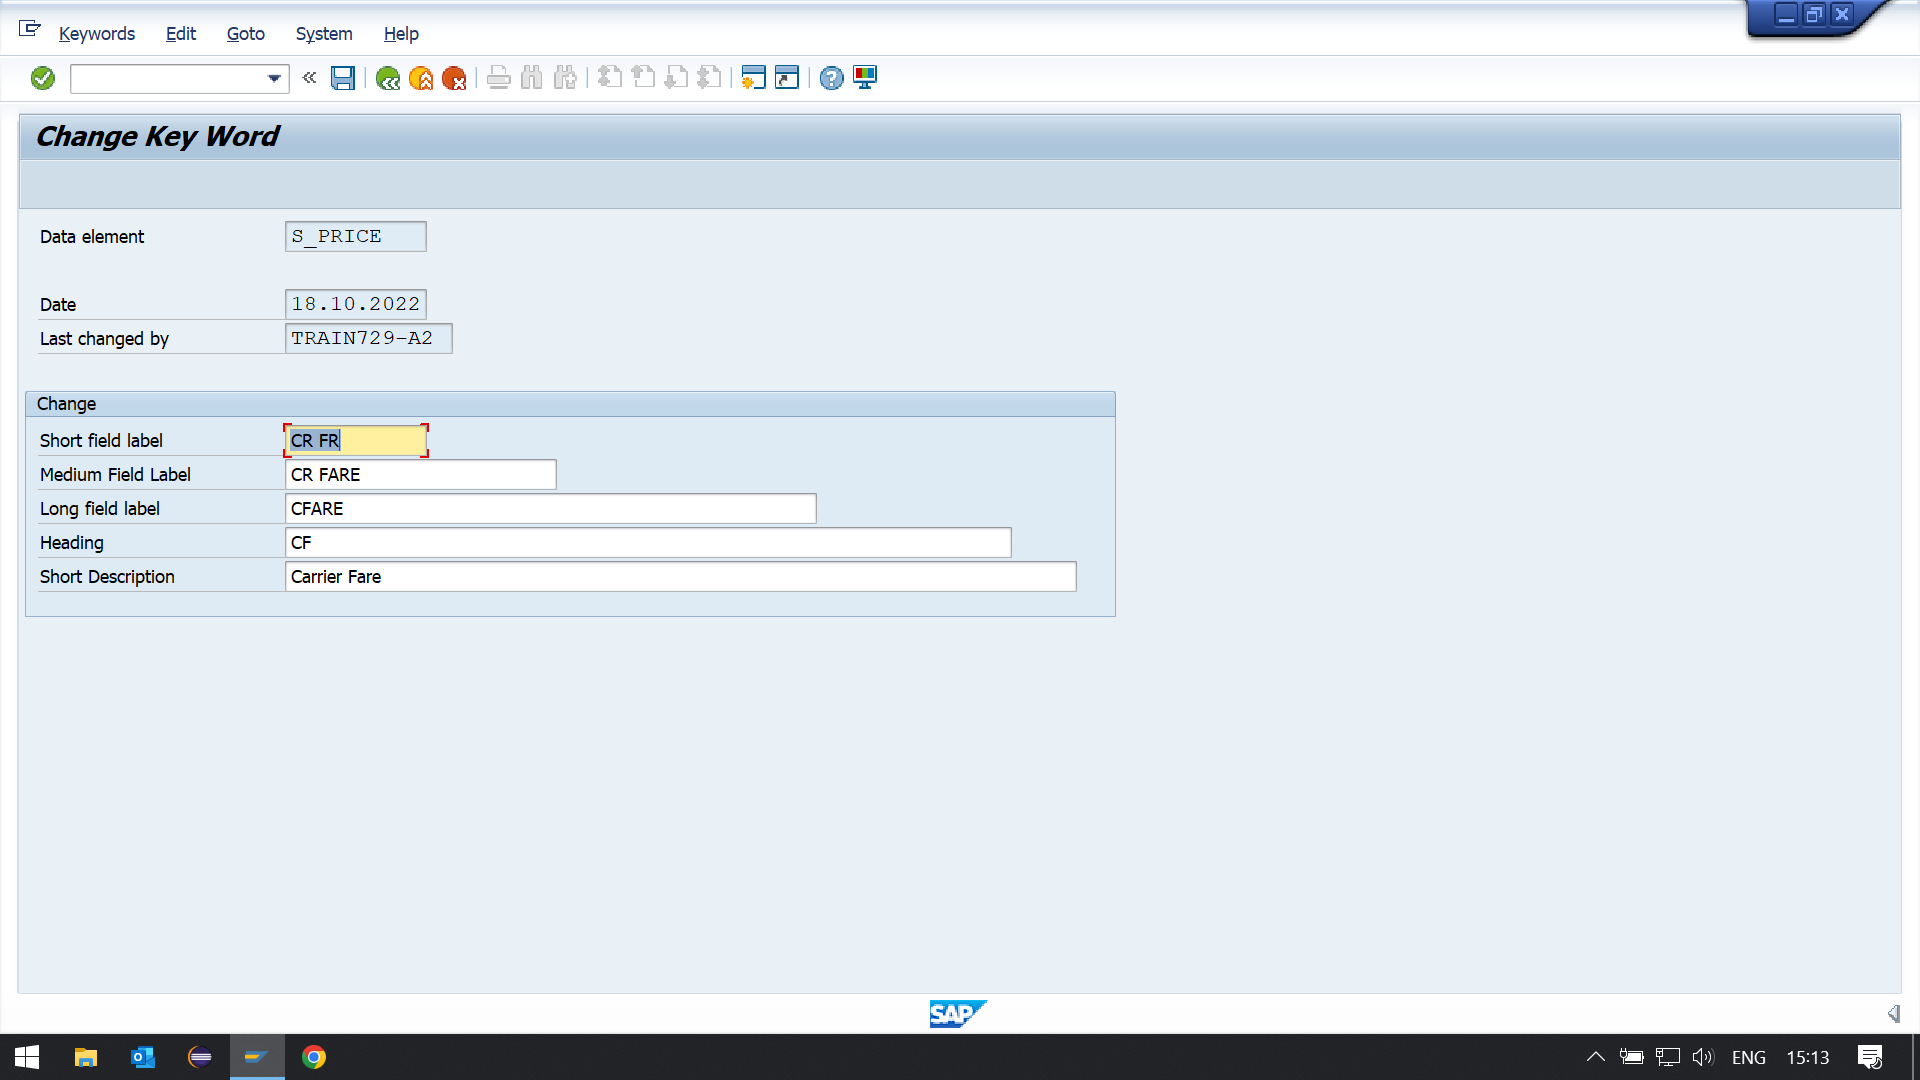 Keywords Edit Goto System Help
Change Key Word
Data element S_PRICE
Date 18.10.2022
Last changed by TRAIN729-A2
Change
Short field label CR FR
Medium Field Label CR FARE
Long field label CFARE
Heading CF
Short Description Carrier Fare
SAP
ENG 15:13